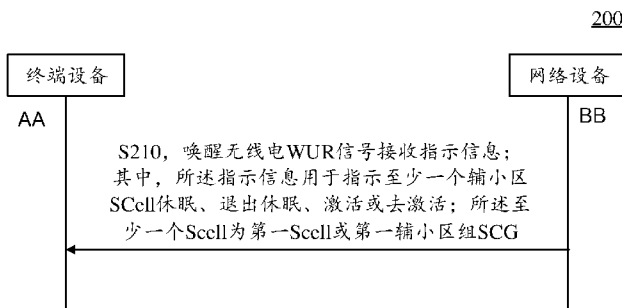 200
终端设备
网络设备
AA
BB
S210，唤醒无线电WUR信号接收指示信息；
其中，所述指示信息用于指示至少一个辅小区
SCell休眠、退出休眠、激活或去激活；所述至
少一个Scell为第一Scell或第一辅小区组SCG